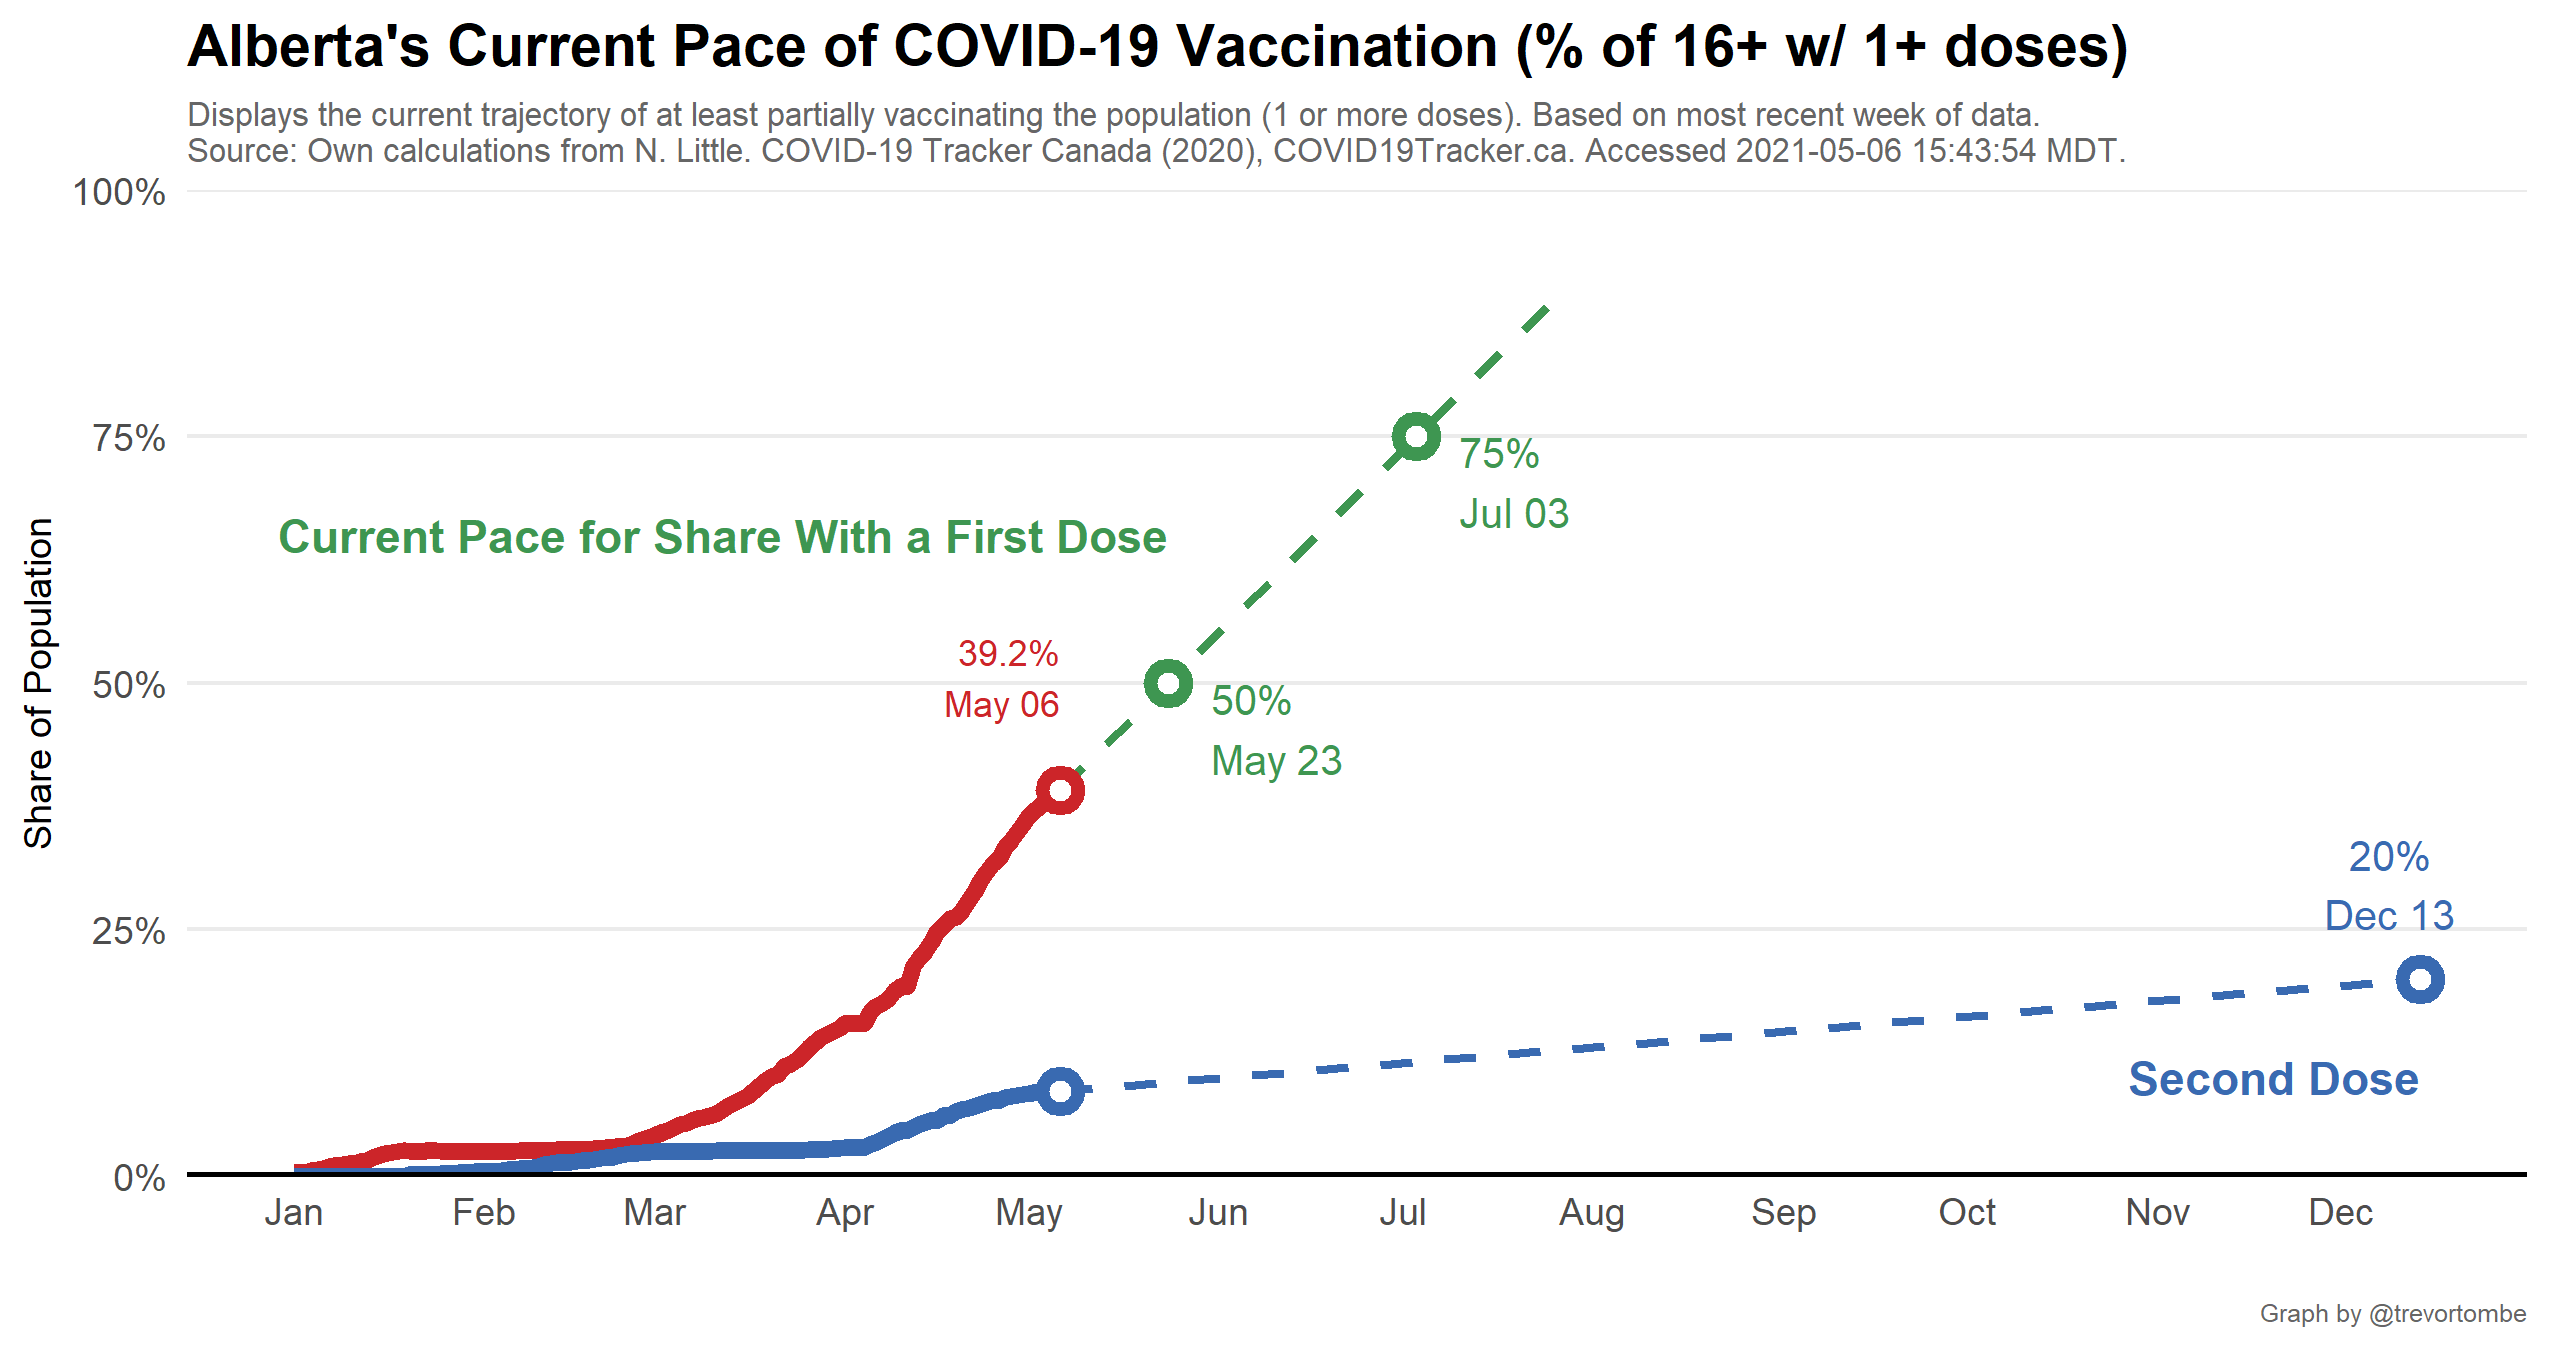 Alberta's Current Pace of COVID-19 Vaccination (% of 16+ w/ 1+ doses)
Displays the current trajectory of at least partially vaccinating the population (1 or more doses). Based on most recent week of data.
Source: Own calculations from N. Little. COVID-19 Tracker Canada (2020), COVID19Tracker.ca. Accessed 2021-05-06 15:43:54 MDT.
Share of Population
100%
75%
50%
25%
0%
Current Pace for Share With a First Dose
75%
Jul 03
39.2%
May 06
50%
May 23
20%
Dec 13
Second Dose
Jan Feb Mar Apr May Jun Jul Aug Sep Oct Nov Dec
Graph by @trevortombe